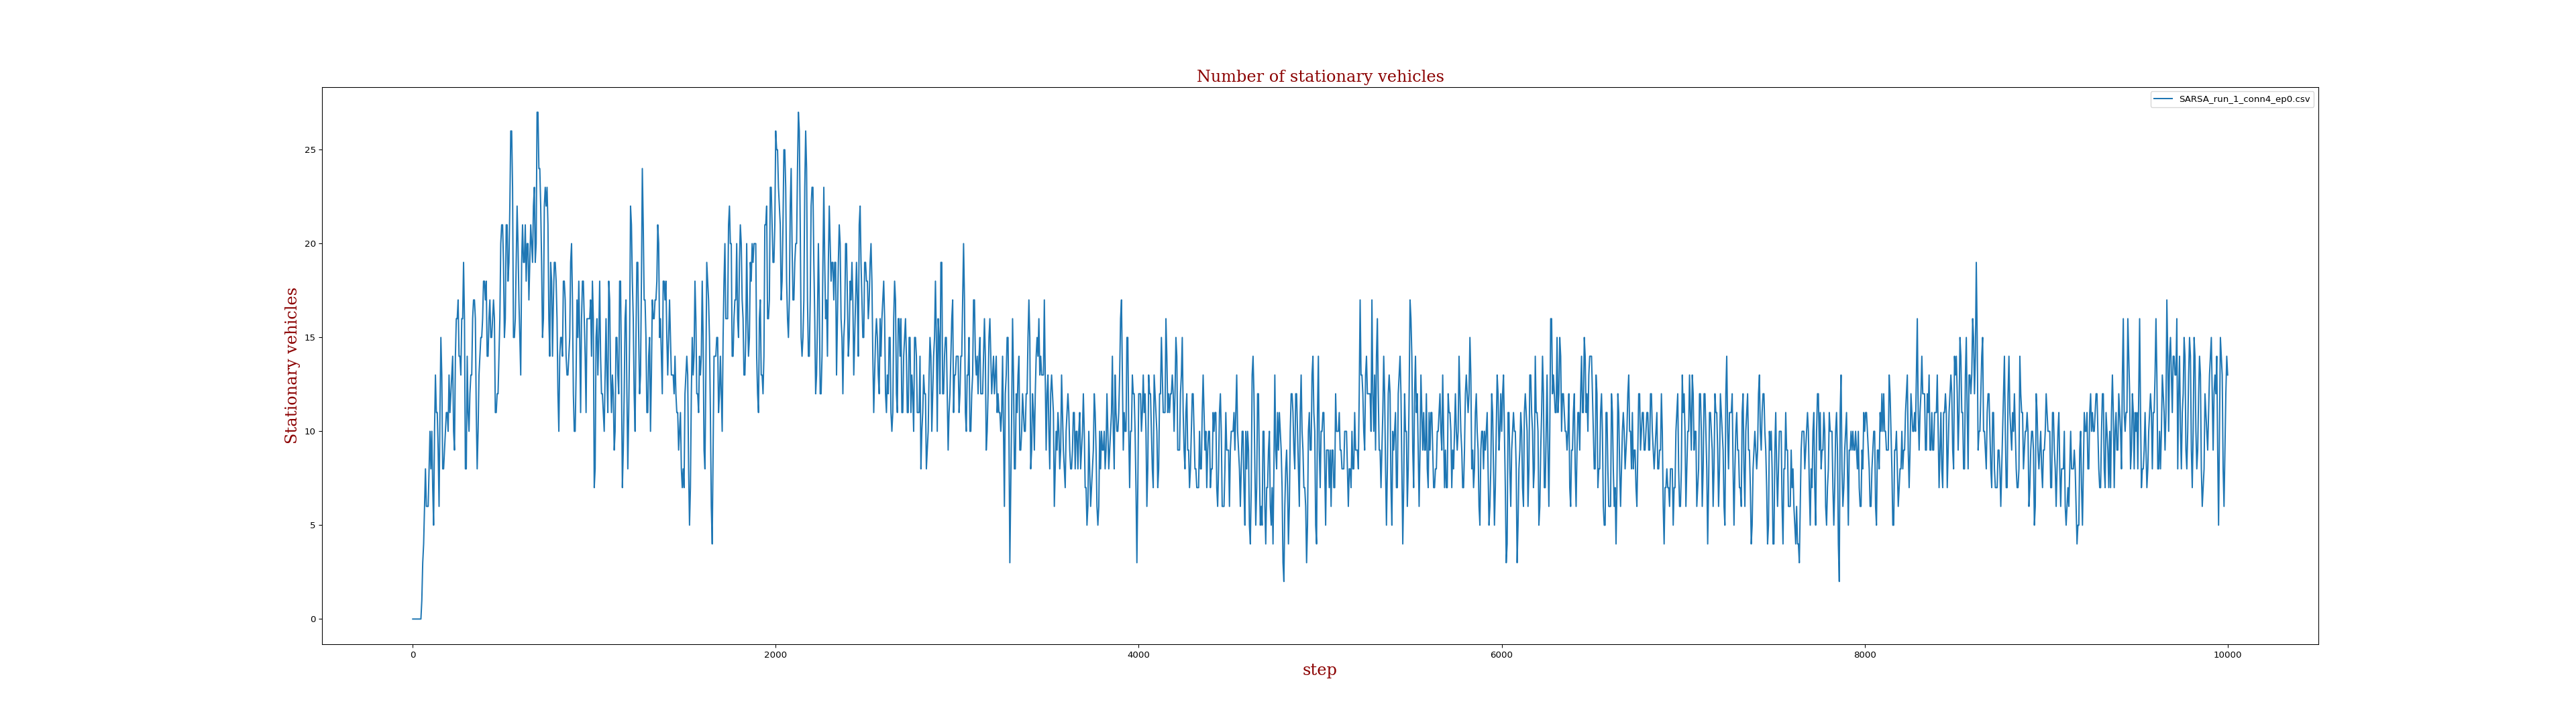 Number of stationary vehicles
SARSA_run_1_conn4_ep0.csv
Stationary vehicles
25
20
15
10
5
0
0 2000 4000 6000 8000 10000
step